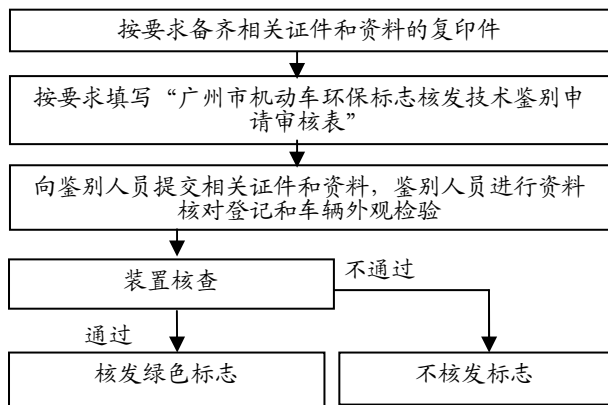 按要求备齐相关证件和资料的复印件
按要求填写“广州市机动车环保标志核发技术鉴别申
请审核表”
向鉴别人员提交相关证件和资料，鉴别人员进行资料
核对登记和车辆外观检验
装置核查
不通过
通过
核发绿色标志
不核发标志